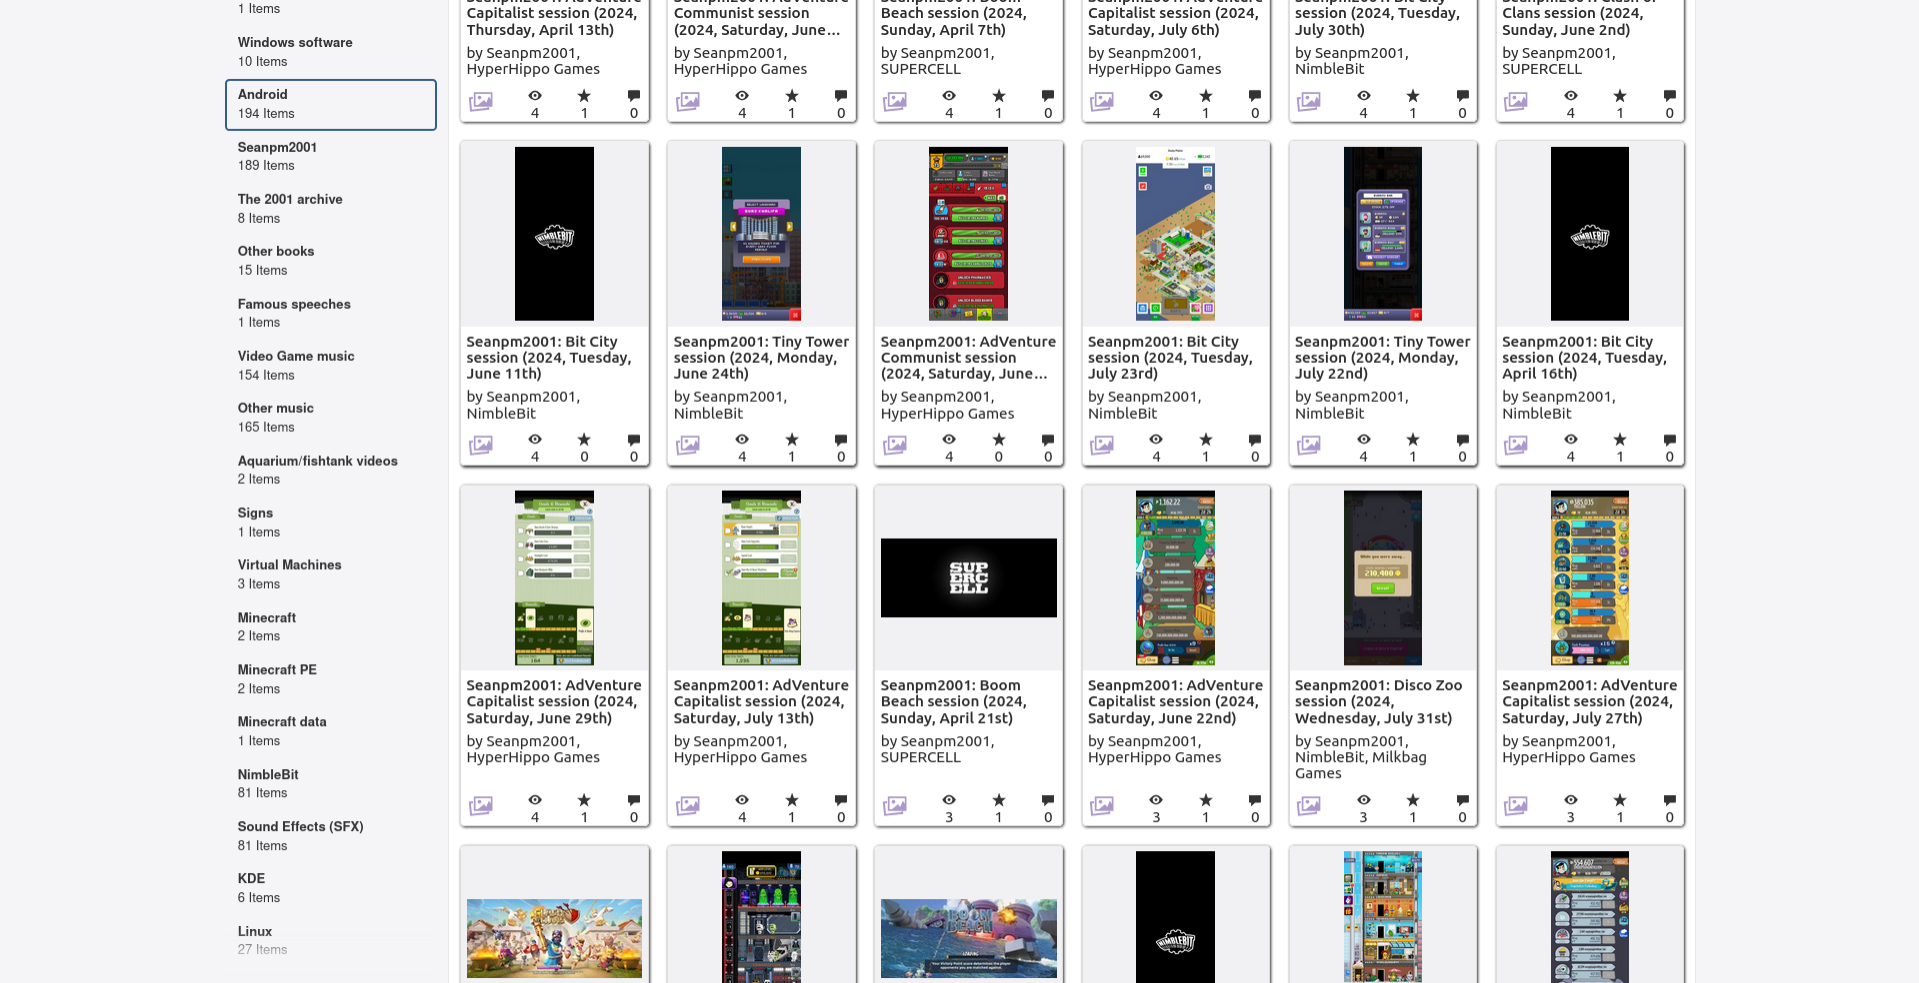 1 Items
Windows software
10 Items
Android
194 Items
Seanpm2001
189 Items
The 2001 archive
8 Items
Other books
15 Items
Famous speeches
1 Items
Video Game music
154 Items
Other music
165 Items
Aquarium/fishtank videos
2 Items
Signs
1 Items
Virtual Machines
3 Items
Minecraft
2 Items
Minecraft PE
2 Items
Minecraft data
1 Items
NimbleBit
81 Items
Sound Effects (SFX)
81 Items
KDE
6 Items
Linux
27 Items
Capitalist session (2024,
Thursday, April 13th)
by Seanpm2001,
HyperHippo Games
4 1 0
Communist session
(2024, Saturday, June...
by Seanpm2001,
HyperHippo Games
4 1 0
Beach session (2024,
Sunday, April 7th)
by Seanpm2001,
SUPERCELL
4 1 0
Capitalist session (2024,
Saturday, July 6th)
by Seanpm2001,
HyperHippo Games
4 1 0
session (2024, Tuesday,
July 30th)
by Seanpm2001,
NimbleBit
4 1 0
Clans session (2024,
Sunday, June 2nd)
by Seanpm2001,
SUPERCELL
4 1 0
NIMBLEBIT
Seanpm2001: Bit City
session (2024, Tuesday,
June 11th)
by Seanpm2001,
NimbleBit
4 0 0
Seanpm2001: Tiny Tower
session (2024, Monday,
June 24th)
by Seanpm2001,
NimbleBit
4 1 0
Seanpm2001: AdVenture
Communist session
(2024, Saturday, June...
by Seanpm2001,
HyperHippo Games
4 0 0
Seanpm2001: Bit City
session (2024, Tuesday,
July 23rd)
by Seanpm2001,
NimbleBit
4 1 0
Seanpm2001: Tiny Tower
session (2024, Monday,
July 22nd)
by Seanpm2001,
NimbleBit
4 1 0
NIMBLEBIT
Seanpm2001: Bit City
session (2024, Tuesday,
April 16th)
by Seanpm2001,
NimbleBit
4 1 0
Seanpm2001: AdVenture
Capitalist session (2024,
Saturday, June 29th)
by Seanpm2001,
HyperHippo Games
4 1 0
Seanpm2001: AdVenture
Capitalist session (2024,
Saturday, July 13th)
by Seanpm2001,
HyperHippo Games
4 1 0
SUP
ERC
ELL
Seanpm2001: Boom
Beach session (2024,
Sunday, April 21st)
by Seanpm2001,
SUPERCELL
3 1 0
Seanpm2001: AdVenture
Capitalist session (2024,
Saturday, June 22nd)
by Seanpm2001,
HyperHippo Games
3 1 0
While you were away...
210,400
Seanpm2001: Disco Zoo
session (2024,
Wednesday, July 31st)
by Seanpm2001,
NimbleBit, Milkbag
Games
3 1 0
Seanpm2001: AdVenture
Capitalist session (2024,
Saturday, July 27th)
by Seanpm2001,
HyperHippo Games
3 1 0
BOOM
BEACH
NIMBLEBIT